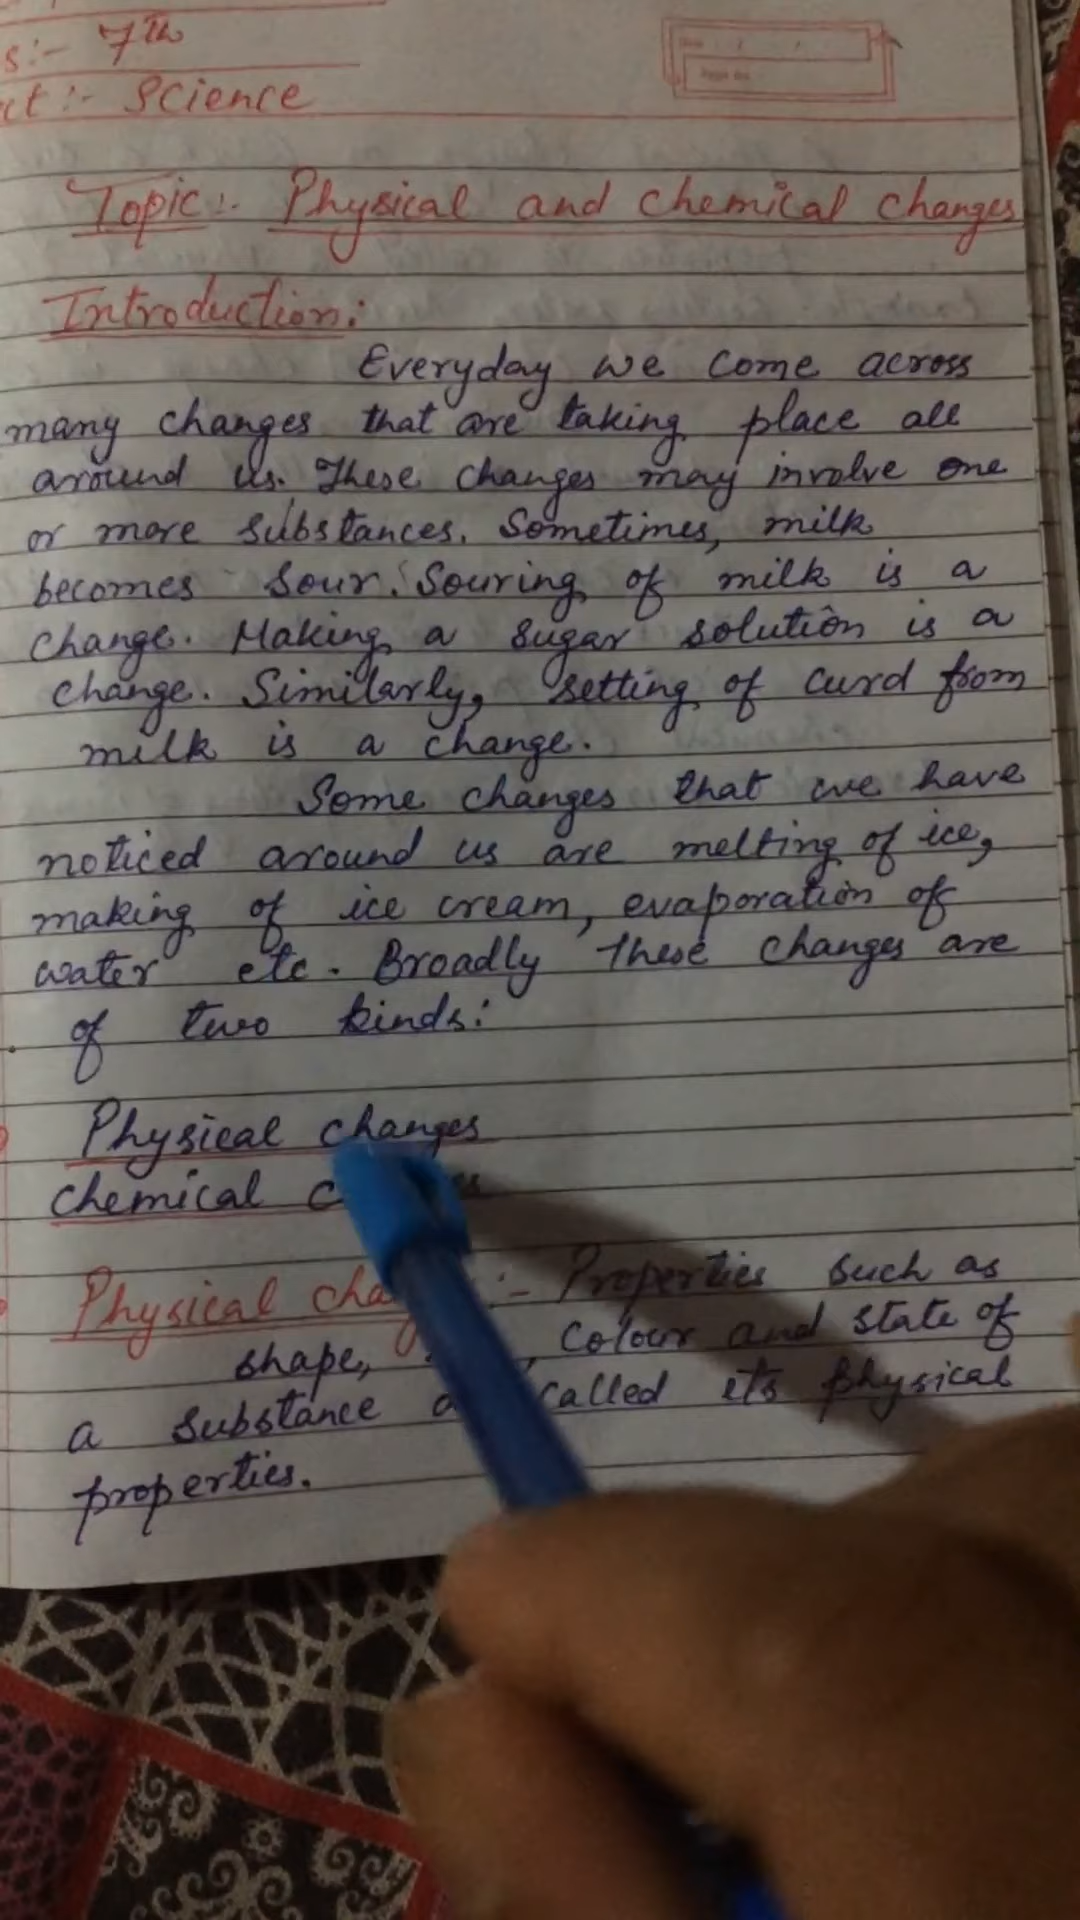 s:- 7th
ct :- Science
Topic:- Physical and chemical changes
Introduction:
Everyday we come across
many changes that are taking place all
around us. These changes may involve one
or more substances. Sometimes, milk
becomes sour. Souring of milk is a
change. Making a sugar solution is a
change. Similarly, setting of curd from
milk is a change.
Some changes that we have
noticed around us are melting of ice,
making of ice cream, evaporation of
water etc. Broadly these changes are
of two kinds:
Physical changes
chemical c
Physical cha :- Properties such as
shape, , colour and state of
a substance a called its physical
properties.